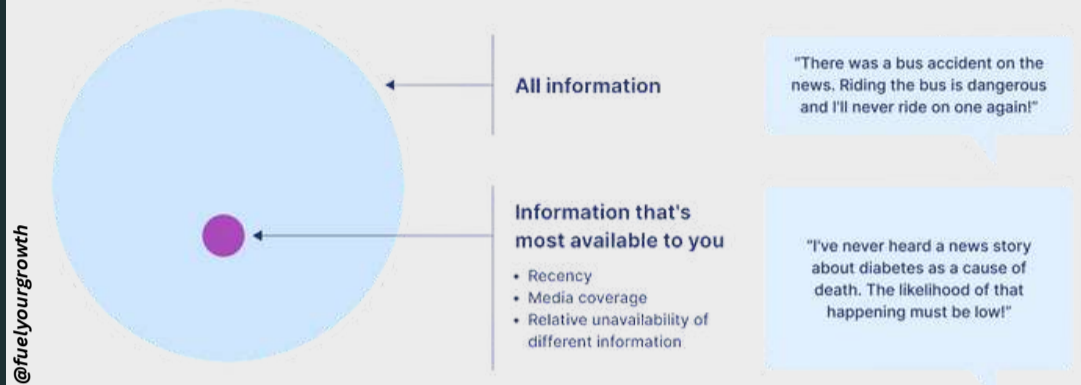 All information
"There was a bus accident on the
news. Riding the bus is dangerous
and I'll never ride on one again!"
Information that's
most available to you
• Recency
• Media coverage
• Relative unavailability of
different information
"I've never heard a news story
about diabetes as a cause of
death. The likelihood of that
happening must be low!"
@fuelyourgrowth